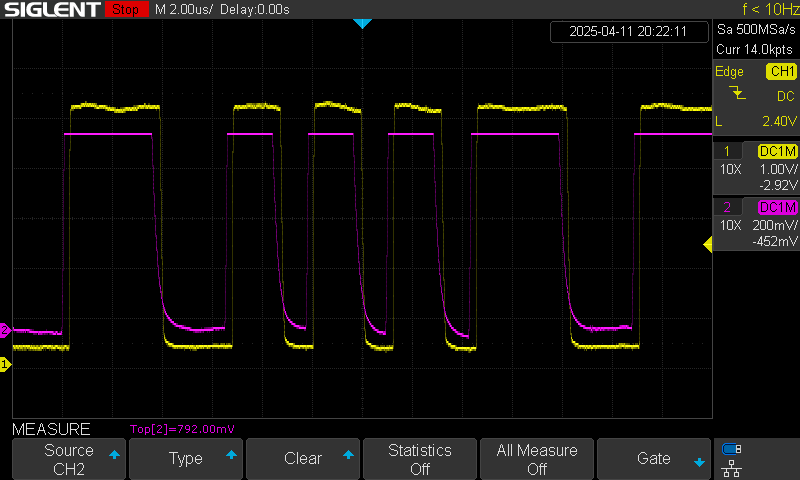 SIGLENT Stop M 2.00us/ Delay:0.00s f < 10Hz
2025-04-11 20:22:11
Sa 500MSa/s
Curr 14.0kpts
Edge CH1
DC
L 2.40V
1 DC1M
10X 1.00V/
-2.92V
2 DC1M
10X 200mV/
-452mV
2
1
MEASURE Top[2]=792.00mV
Source
CH2
Type
Clear
Statistics
Off
All Measure
Off
Gate